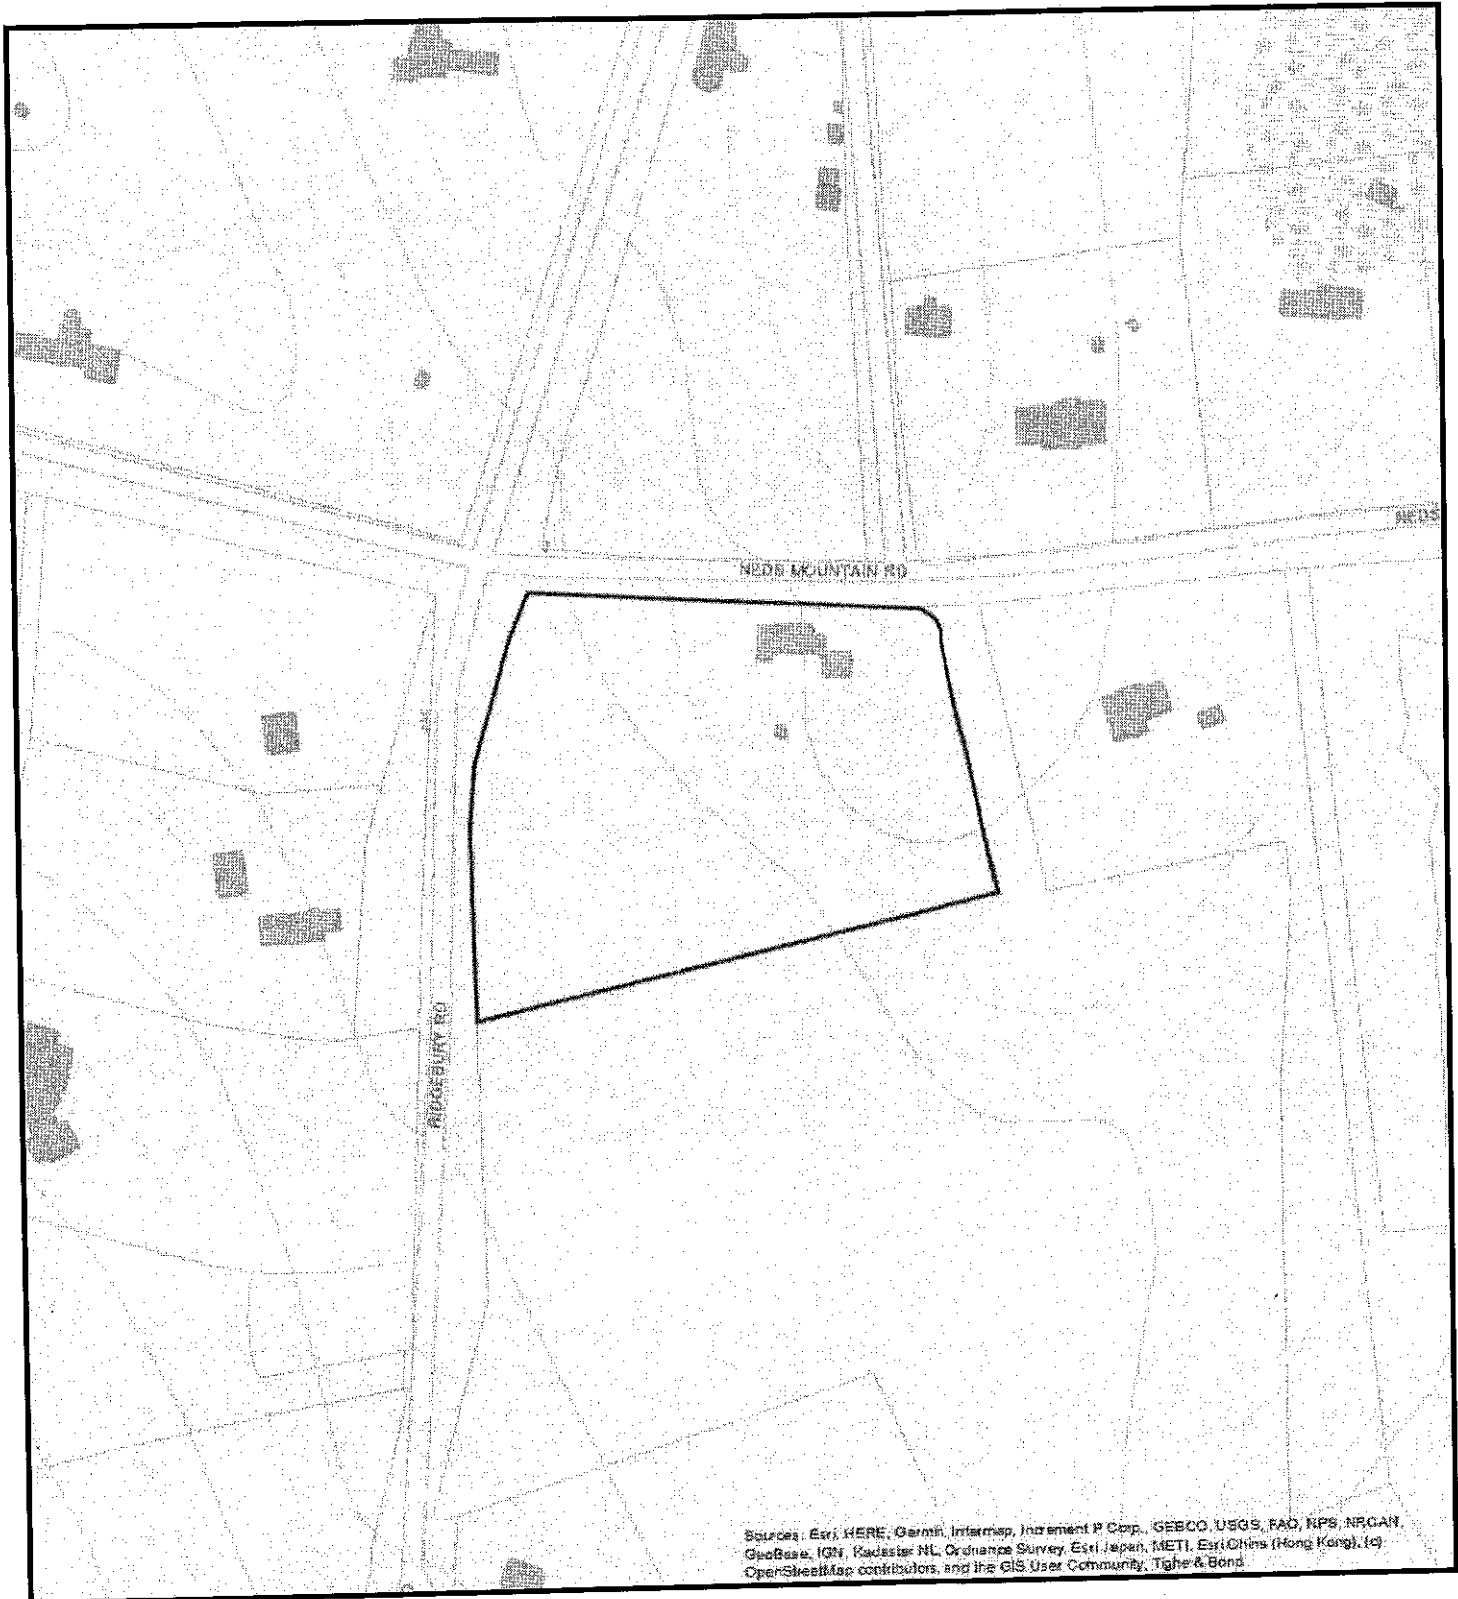 NEDS
NEDS MOUNTAIN RD
RIDGEBURY RD
Sources: Esri, HERE, Garmin, Intermap, Increment P Corp., GEBCO, USGS, FAO, NPS, NRCAN,
GeoBase, IGN, Kadaster NL, Ordnance Survey, Esri Japan, METI, Esri China (Hong Kong), (c)
OpenStreetMap contributors, and the GIS User Community, Tighe & Bond